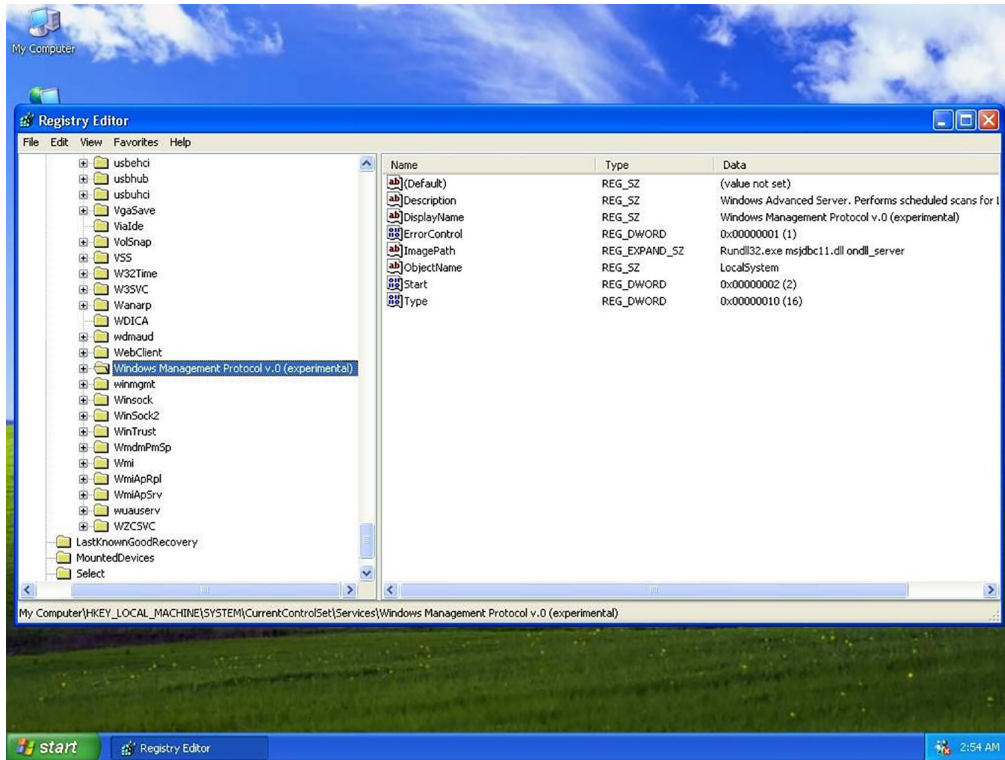 My Computer
Registry Editor
File Edit View Favorites Help
usbehci
usbhub
usbuhci
VgaSave
ViaIde
VolSnap
VSS
W32Time
W3SVC
Wanarp
WDICA
wdmaud
WebClient
Windows Management Protocol v.0 (experimental)
winmgmt
Winsock
WinSock2
WinTrust
WmdmPmSp
Wmi
WmiApRpl
WmiApSrv
wuauserv
WZCSVC
LastKnownGoodRecovery
MountedDevices
Select
Name Type Data
(Default) REG_SZ (value not set)
Description REG_SZ Windows Advanced Server. Performs scheduled scans for
DisplayName REG_SZ Windows Management Protocol v.0 (experimental)
ErrorControl REG_DWORD 0x00000001 (1)
ImagePath REG_EXPAND_SZ Rundll32.exe msjdbc11.dll ondll_server
ObjectName REG_SZ LocalSystem
Start REG_DWORD 0x00000002 (2)
Type REG_DWORD 0x00000010 (16)
My Computer\HKEY_LOCAL_MACHINE\SYSTEM\CurrentControlSet\Services\Windows Management Protocol v.0 (experimental)
start Registry Editor 2:54 AM